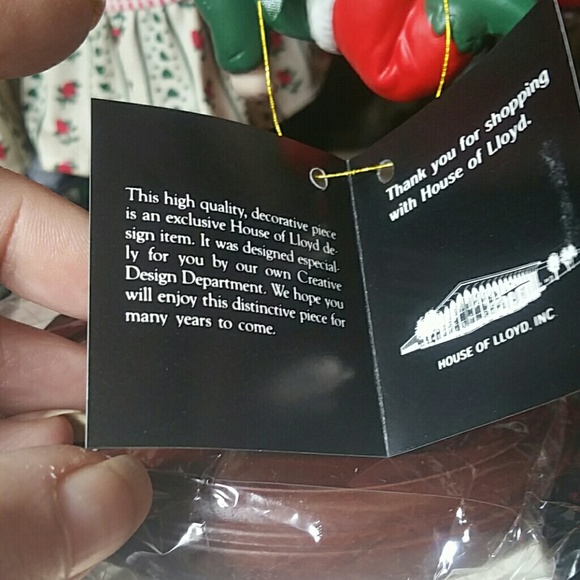 This high quality, decorative piece
is an exclusive House of Lloyd de-
sign item. It was designed especial-
ly for you by our own Creative
Design Department. We hope you
will enjoy this distinctive piece for
many years to come.
Thank you for shopping
with House of Lloyd.
HOUSE OF LLOYD, INC.